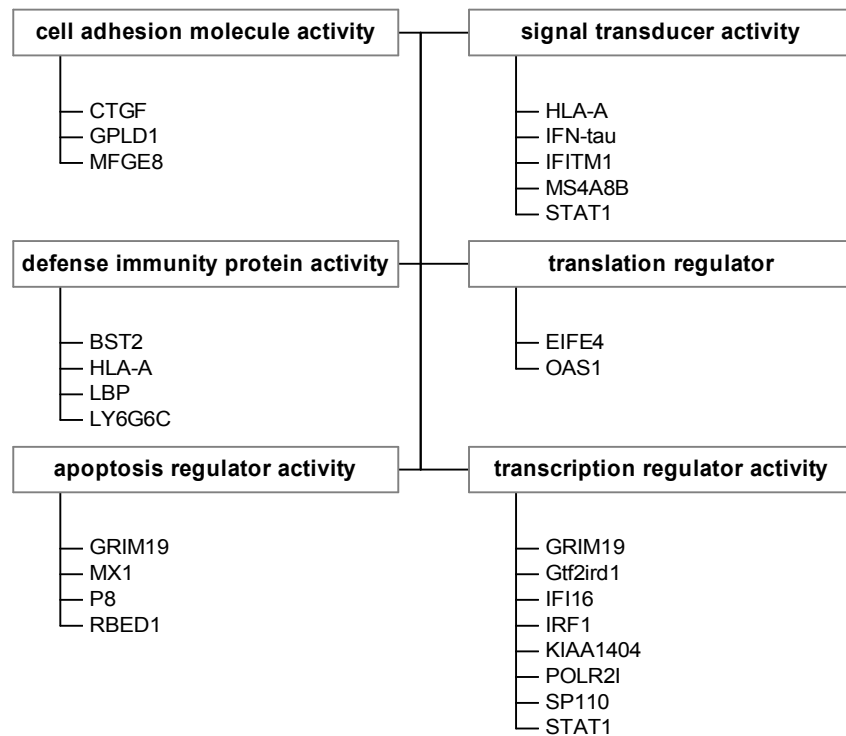 cell adhesion molecule activity
CTGF
GPLD1
MFGE8
signal transducer activity
HLA-A
IFN-tau
IFITM1
MS4A8B
STAT1
defense immunity protein activity
BST2
HLA-A
LBP
LY6G6C
translation regulator
EIFE4
OAS1
apoptosis regulator activity
GRIM19
MX1
P8
RBED1
transcription regulator activity
GRIM19
Gtf2ird1
IFI16
IRF1
KIAA1404
POLR2I
SP110
STAT1